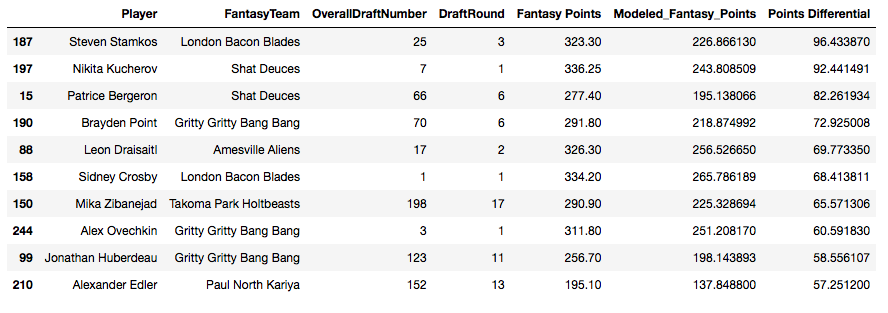 Player FantasyTeam OverallDraftNumber DraftRound Fantasy Points Modeled_Fantasy_Points Points Differential
187 Steven Stamkos London Bacon Blades 25 3 323.30 226.866130 96.433870
197 Nikita Kucherov Shat Deuces 7 1 336.25 243.808509 92.441491
15 Patrice Bergeron Shat Deuces 66 6 277.40 195.138066 82.261934
190 Brayden Point Gritty Gritty Bang Bang 70 6 291.80 218.874992 72.925008
88 Leon Draisaitl Amesville Aliens 17 2 326.30 256.526650 69.773350
158 Sidney Crosby London Bacon Blades 1 1 334.20 265.786189 68.413811
150 Mika Zibanejad Takoma Park Holtbeasts 198 17 290.90 225.328694 65.571306
244 Alex Ovechkin Gritty Gritty Bang Bang 3 1 311.80 251.208170 60.591830
99 Jonathan Huberdeau Gritty Gritty Bang Bang 123 11 256.70 198.143893 58.556107
210 Alexander Edler Paul North Kariya 152 13 195.10 137.848800 57.251200